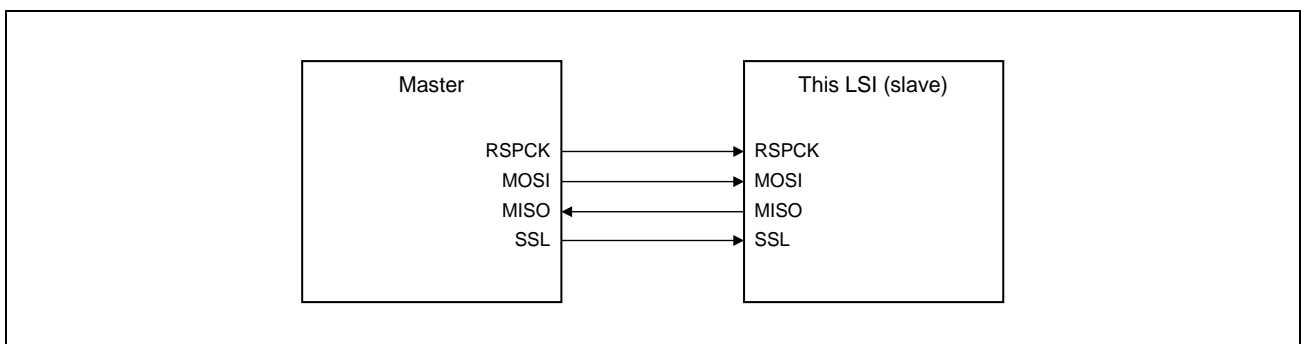 Master
This LSI (slave)
RSPCK
RSPCK
MOSI
MOSI
MISO
MISO
SSL
SSL